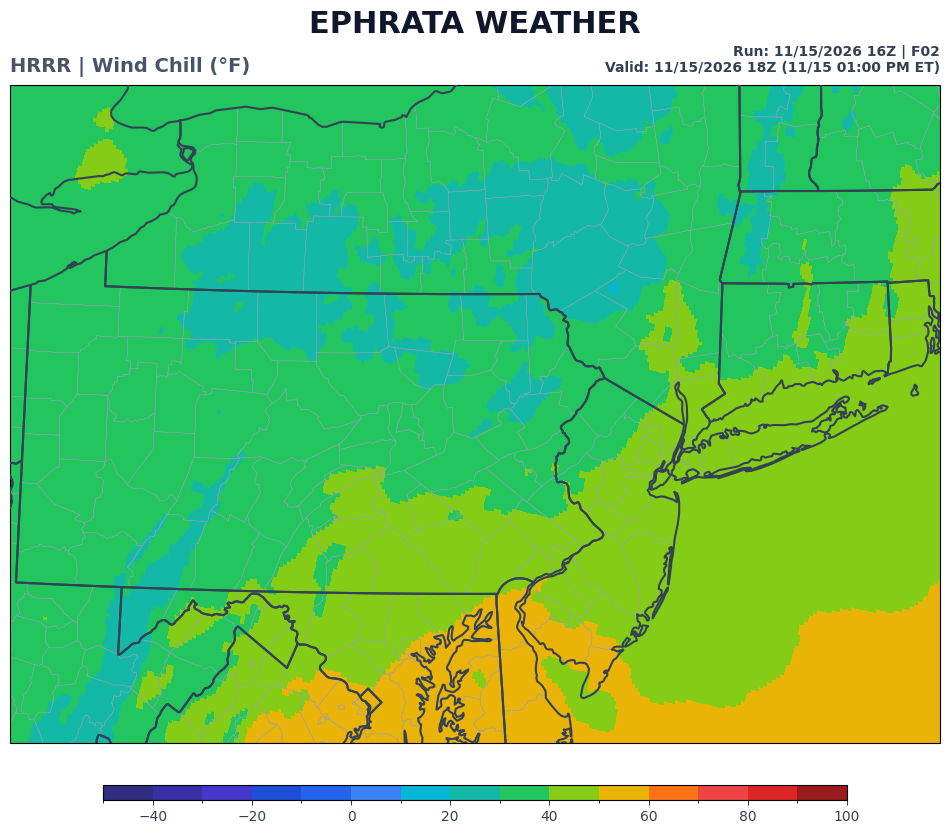 EPHRATA WEATHER
HRRR | Wind Chill (°F)
Run: 11/15/2026 16Z | F02
Valid: 11/15/2026 18Z (11/15 01:00 PM ET)
−40 −20 0 20 40 60 80 100